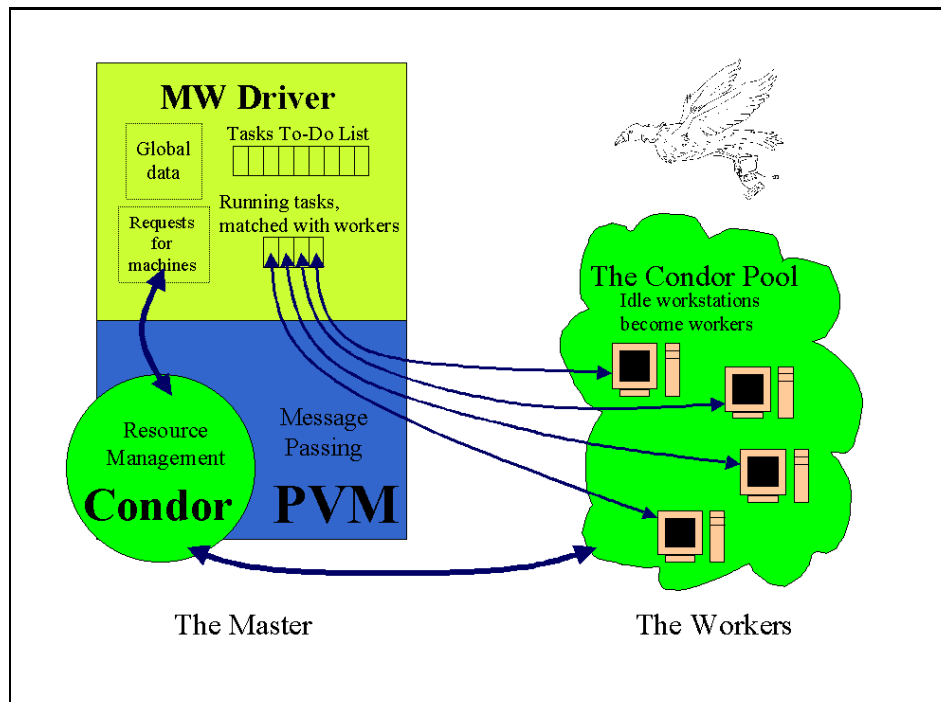 MW Driver
Global
data
Tasks To-Do List
Requests
for
machines
Running tasks,
matched with workers
The Condor Pool
Idle workstations
become workers
Resource
Management
Condor
Message
Passing
PVM
The Master
The Workers